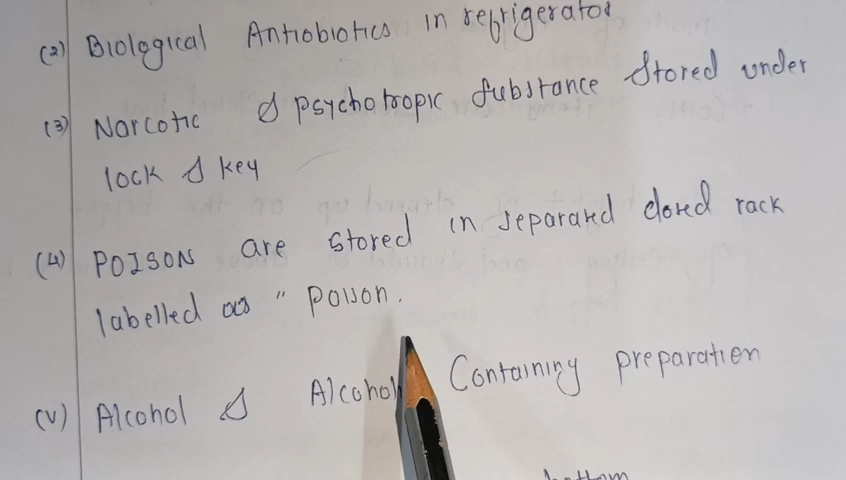 (2) Biological Antiobiotics in refrigerator
(3) Narcotic & psychotropic substance stored under
lock & key
(4) POISON are stored in separated closed rack
labelled as " poison.
(V) Alcohol & Alcohol Containing preparation
bottom